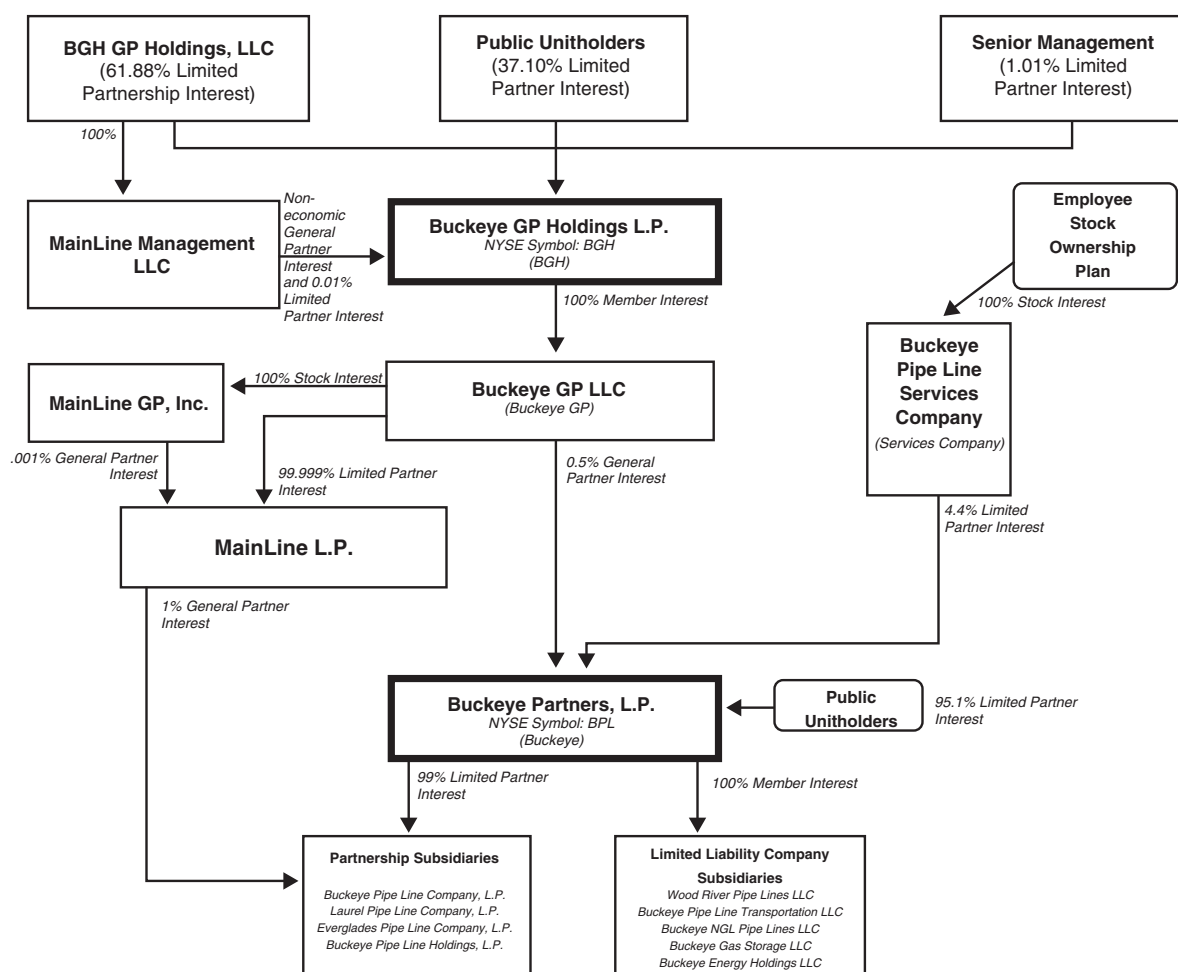 BGH GP Holdings, LLC
(61.88% Limited
Partnership Interest)
Public Unitholders
(37.10% Limited
Partner Interest)
Senior Management
(1.01% Limited
Partner Interest)
100%
MainLine Management
LLC
Non-
economic
General
Partner
Interest
and 0.01%
Limited
Partner Interest
Buckeye GP Holdings L.P.
NYSE Symbol: BGH
(BGH)
Employee
Stock
Ownership
Plan
100% Member Interest
100% Stock Interest
Buckeye
Pipe Line
Services
Company
(Services Company)
MainLine GP, Inc.
100% Stock Interest
Buckeye GP LLC
(Buckeye GP)
.001% General Partner
Interest
99.999% Limited Partner
Interest
0.5% General
Partner Interest
4.4% Limited
Partner Interest
MainLine L.P.
1% General Partner
Interest
Buckeye Partners, L.P.
NYSE Symbol: BPL
(Buckeye)
Public
Unitholders
95.1% Limited Partner
Interest
99% Limited Partner
Interest
100% Member Interest
Partnership Subsidiaries
Buckeye Pipe Line Company, L.P.
Laurel Pipe Line Company, L.P.
Everglades Pipe Line Company, L.P.
Buckeye Pipe Line Holdings, L.P.
Limited Liability Company
Subsidiaries
Wood River Pipe Lines LLC
Buckeye Pipe Line Transportation LLC
Buckeye NGL Pipe Lines LLC
Buckeye Gas Storage LLC
Buckeye Energy Holdings LLC